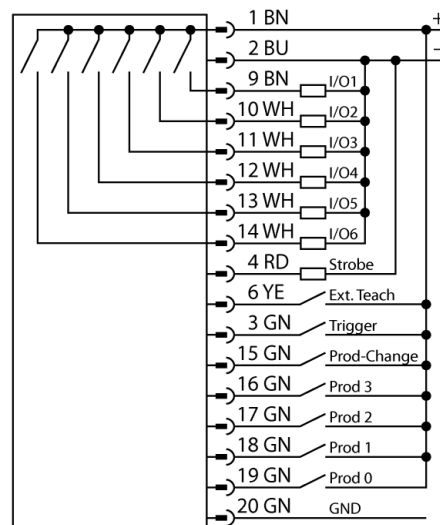 1 BN +
2 BU −
9 BN I/O1
10 WH I/O2
11 WH I/O3
12 WH I/O4
13 WH I/O5
14 WH I/O6
4 RD Strobe
6 YE Ext. Teach
3 GN Trigger
15 GN Prod-Change
16 GN Prod 3
17 GN Prod 2
18 GN Prod 1
19 GN Prod 0
20 GN GND